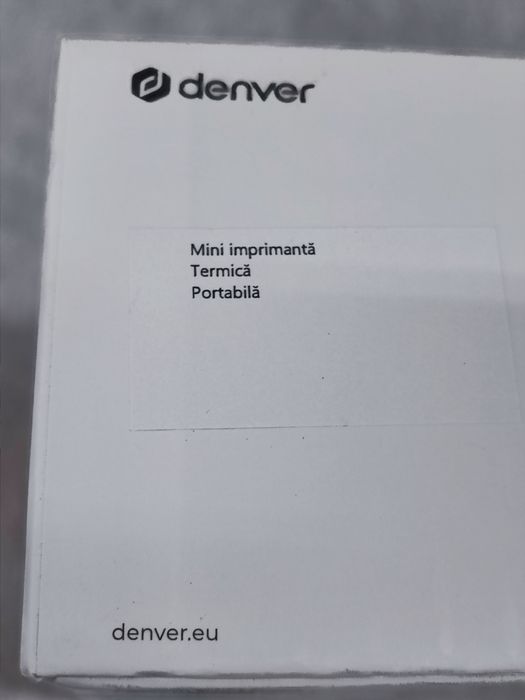 denver
Mini imprimantă
Termică
Portabilă
denver.eu